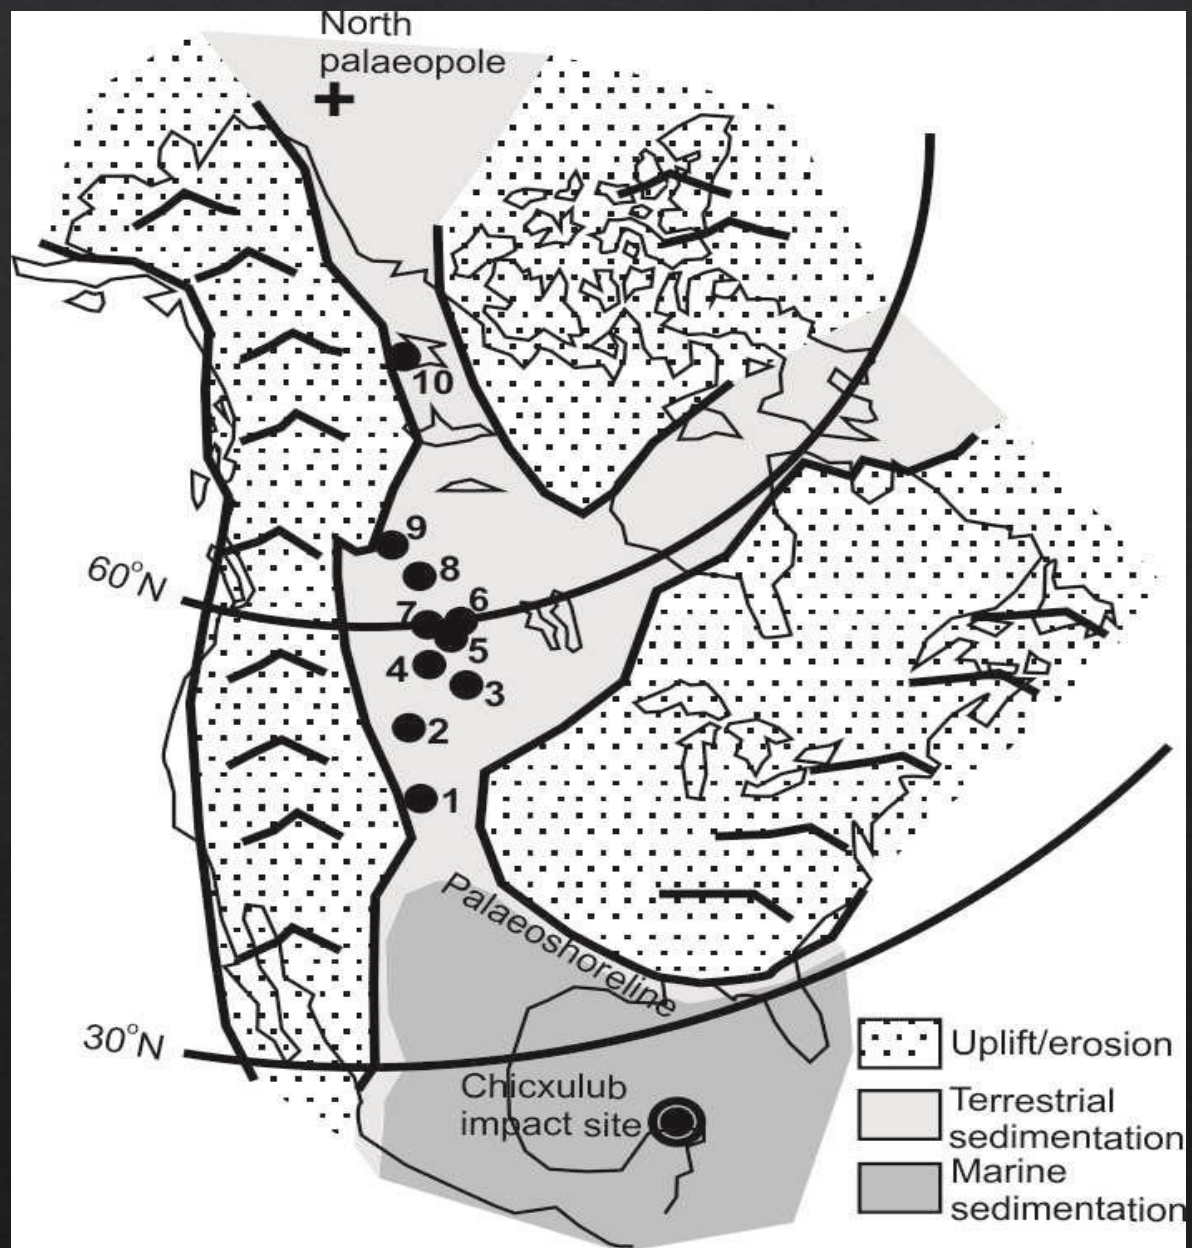 North
palaeopole
10
9
8
60°N
6
7
5
4
3
2
1
Palaeoshoreline
30°N
Uplift/erosion
Chicxulub
impact site
Terrestrial
sedimentation
Marine
sedimentation